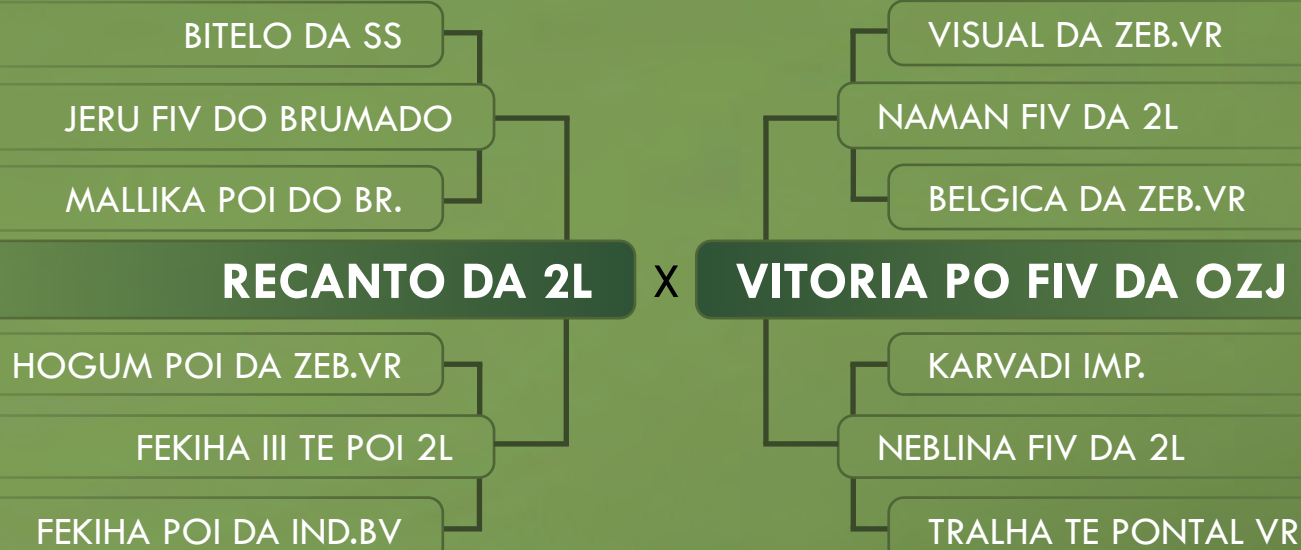 BITELO DA SS
JERU FIV DO BRUMADO
MALLIKA POI DO BR.
RECANTO DA 2L
HOGUM POI DA ZEB.VR
FEKIHA III TE POI 2L
FEKIHA POI DA IND.BV
X
VISUAL DA ZEB.VR
NAMAN FIV DA 2L
BELGICA DA ZEB.VR
VITORIA PO FIV DA OZJ
KARVADI IMP.
NEBLINA FIV DA 2L
TRALHA TE PONTAL VR